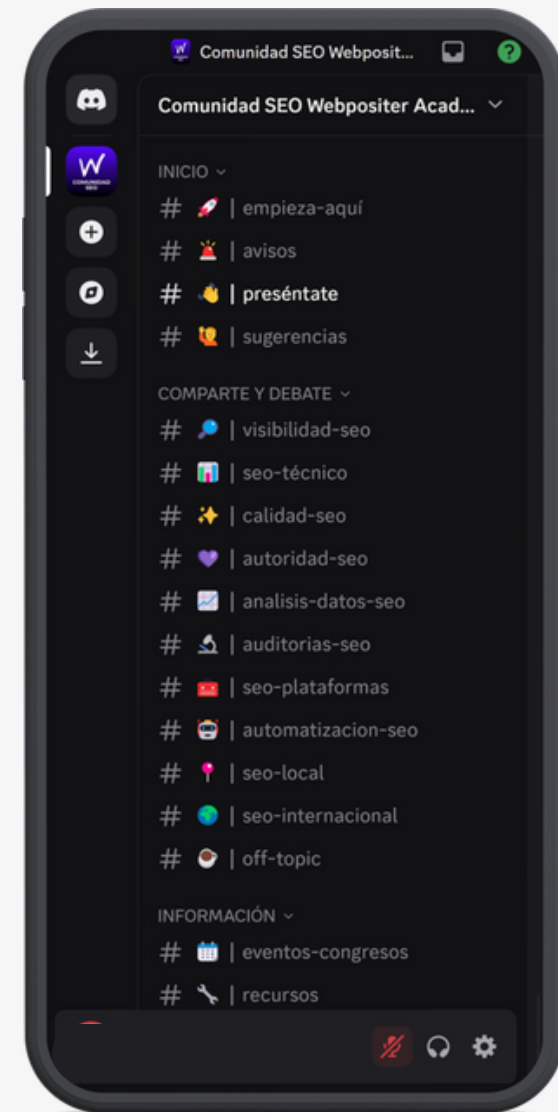 Comunidad SEO Webposit...
Comunidad SEO Webpositer Acad...
W
COMUNIDAD
SEO
INICIO
# | empieza-aquí
# | avisos
# | preséntate
# | sugerencias
COMPARTE Y DEBATE
# | visibilidad-seo
# | seo-técnico
# | calidad-seo
# | autoridad-seo
# | analisis-datos-seo
# | auditorias-seo
# | seo-plataformas
# | automatizacion-seo
# | seo-local
# | seo-internacional
# | off-topic
INFORMACIÓN
# | eventos-congresos
# | recursos